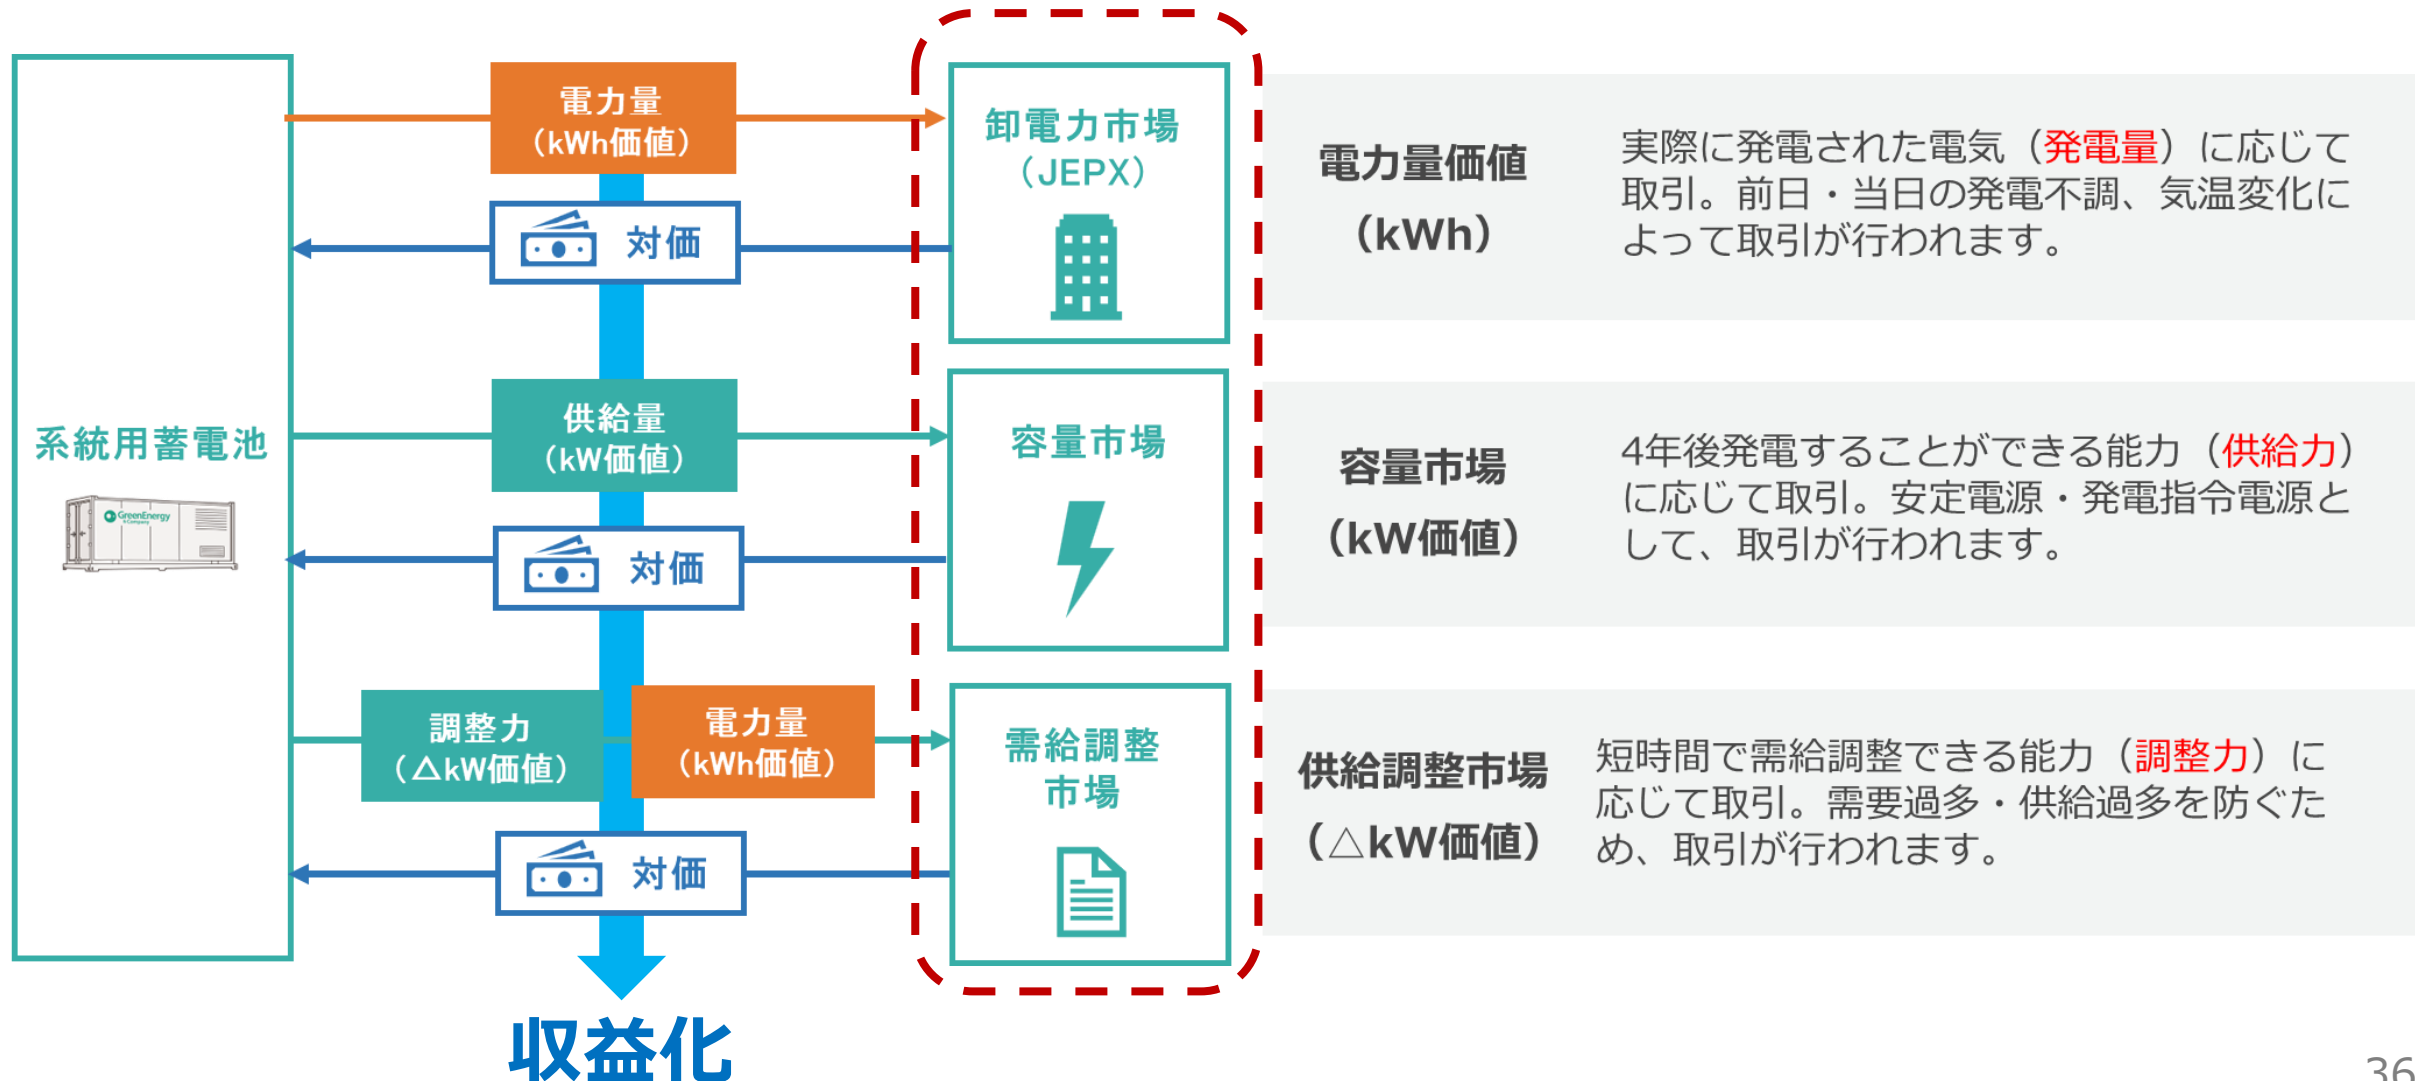 系統用蓄電池
GreenEnergy
& Company
電力量
（kWh価値）
対価
卸電力市場
（JEPX）
電力量価値
（kWh）
実際に発電された電気（発電量）に応じて
取引。前日・当日の発電不調、気温変化に
よって取引が行われます。
供給量
（kW価値）
対価
容量市場
容量市場
（kW価値）
4年後発電することができる能力（供給力）
に応じて取引。安定電源・発電指令電源と
して、取引が行われます。
調整力
（△kW価値）
電力量
（kWh価値）
対価
需給調整
市場
供給調整市場
（△kW価値）
短時間で需給調整できる能力（調整力）に
応じて取引。需要過多・供給過多を防ぐた
め、取引が行われます。
収益化
36